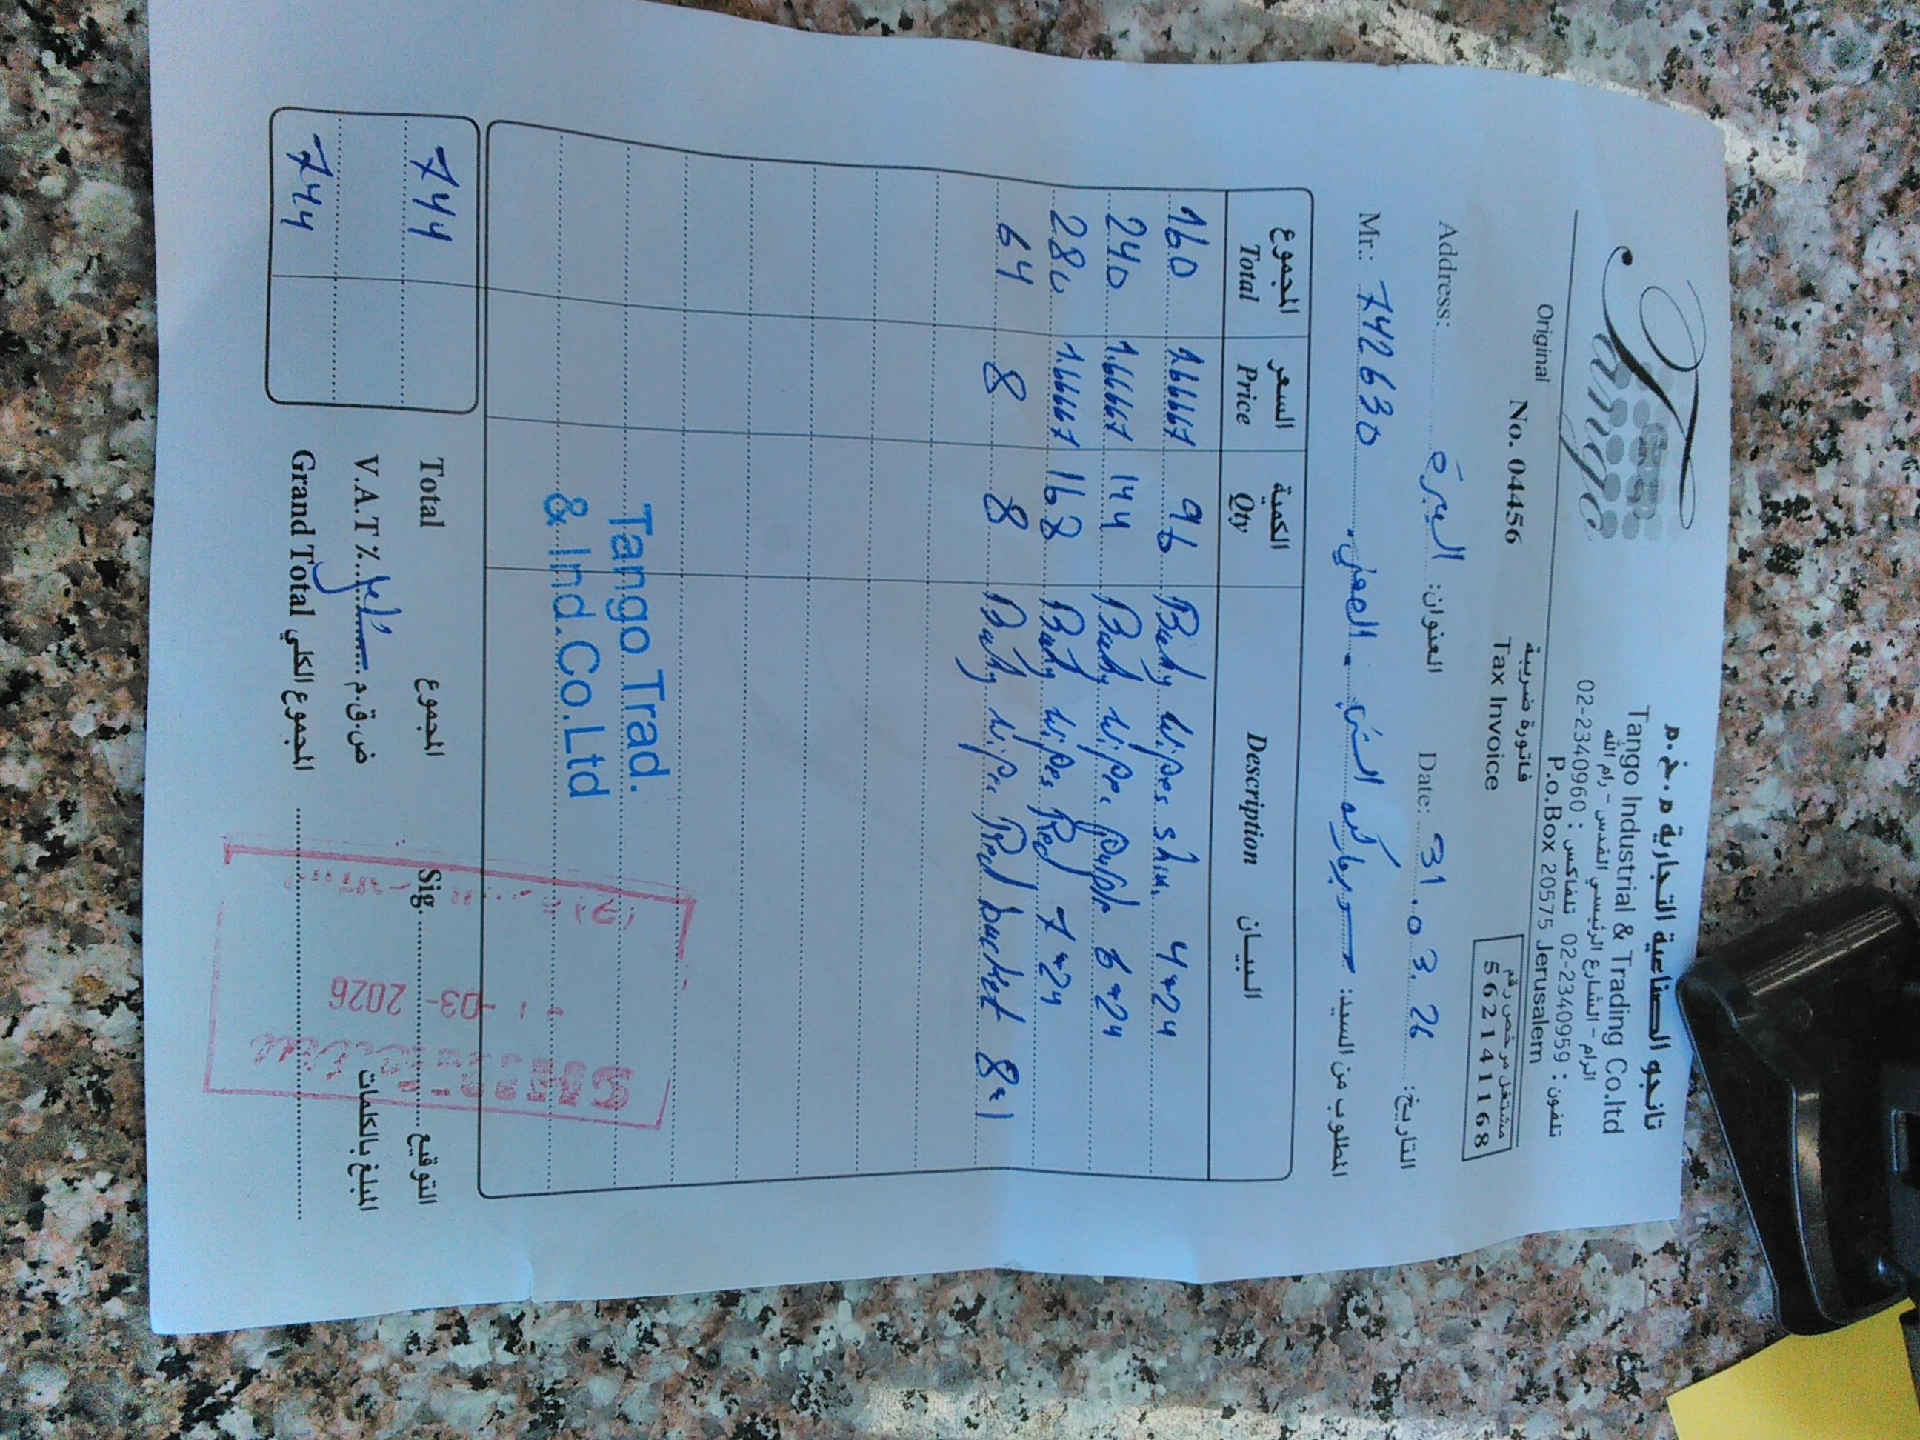 Tango
تانجو الصناعية التجارية م.خ.م
Tango Industrial & Trading Co.ltd
الرام - الشارع الرئيسي القدس - رام الله
تلفون : 02-2340959 تلفاكس : 02-2340960
P.o.Box 20575 Jerusalem
Original
No. 04456
فاتورة ضريبية
Tax Invoice
مشتغل مرخص رقم
562141168
Address: البيرة العنوان: Date: 31.03.26 التاريخ:
Mr.: 742630 المطلوب من السيد:
المجموع السعر الكمية البيـــان
Total Price Qty Description
160 1.66667 96 Baby wipes 4*24
240 1.66667 144 Baby wipes purple 6*24
280 1.66667 168 Baby wipes Red 7*24
64 8 8 Baby wipes Red bucket 8*1
Tango Trad.
& Ind.Co.Ltd
744 Total المجموع Sig. التوقيع
V.A.T % ض.ق.م المبلغ بالكلمات
744 Grand Total المجموع الكلي
-03- 2026